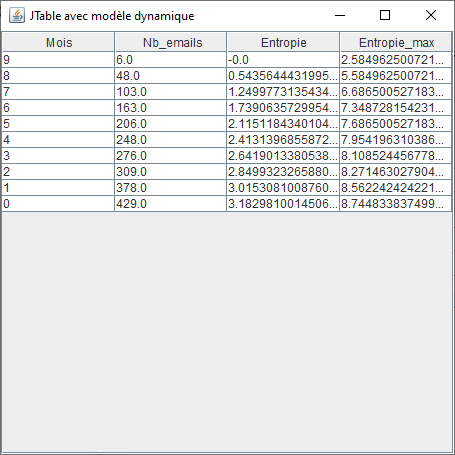 JTable avec modèle dynamique
Mois Nb_emails Entropie Entropie_max
9 6.0 -0.0 2.584962500721...
8 48.0 0.5435644431995... 5.584962500721...
7 103.0 1.2499773135434... 6.686500527183...
6 163.0 1.7390635729954... 7.348728154231...
5 206.0 2.1151184340104... 7.686500527183...
4 248.0 2.4131396855872... 7.954196310386...
3 276.0 2.6419013380538... 8.108524456778...
2 309.0 2.8499323265880... 8.271463027904...
1 378.0 3.0153081008760... 8.562242424221...
0 429.0 3.1829810014506... 8.744833837499...